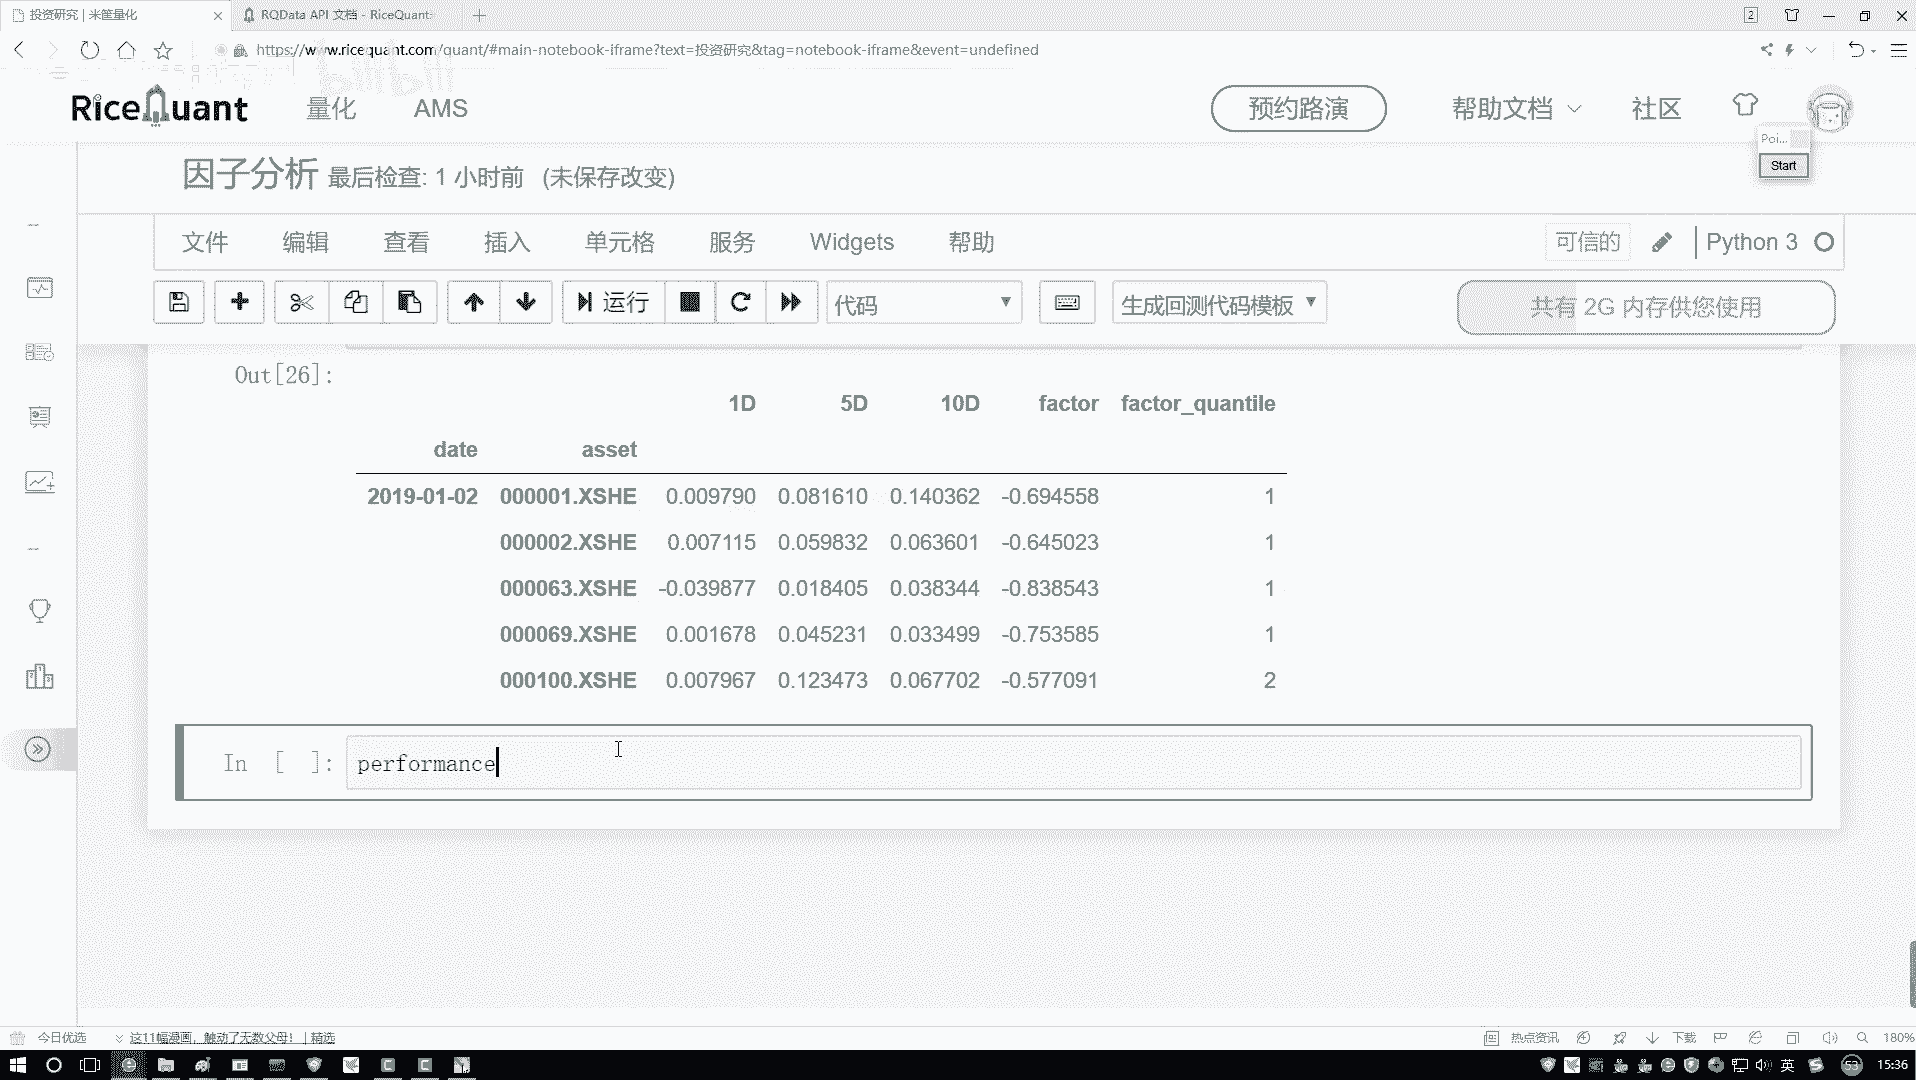 投资研究 | 米筐量化
RQData API 文档 - RiceQuant
2
https://www.ricequant.com/quant/#main-notebook-iframe?text=投资研究&tag=notebook-iframe&event=undefined
bilibili
RiceQuant 量化 AMS 预约路演 帮助文档 社区
Poi...
Start
因子分析 最后检查: 1 小时前 (未保存改变)
文件 编辑 查看 插入 单元格 服务 Widgets 帮助 可信的 Python 3
运行 代码 生成回测代码模板 共有 2G 内存供您使用
Out[26]:
1D 5D 10D factor factor_quantile
date asset
2019-01-02 000001.XSHE 0.009790 0.081610 0.140362 -0.694558 1
000002.XSHE 0.007115 0.059832 0.063601 -0.645023 1
000063.XSHE -0.039877 0.018405 0.038344 -0.838543 1
000069.XSHE 0.001678 0.045231 0.033499 -0.753585 1
000100.XSHE 0.007967 0.123473 0.067702 -0.577091 2
In [ ]: performance
今日优选 这11幅漫画，触动了无数父母! | 精选 热点资讯 下载 180%
英 53 15:36